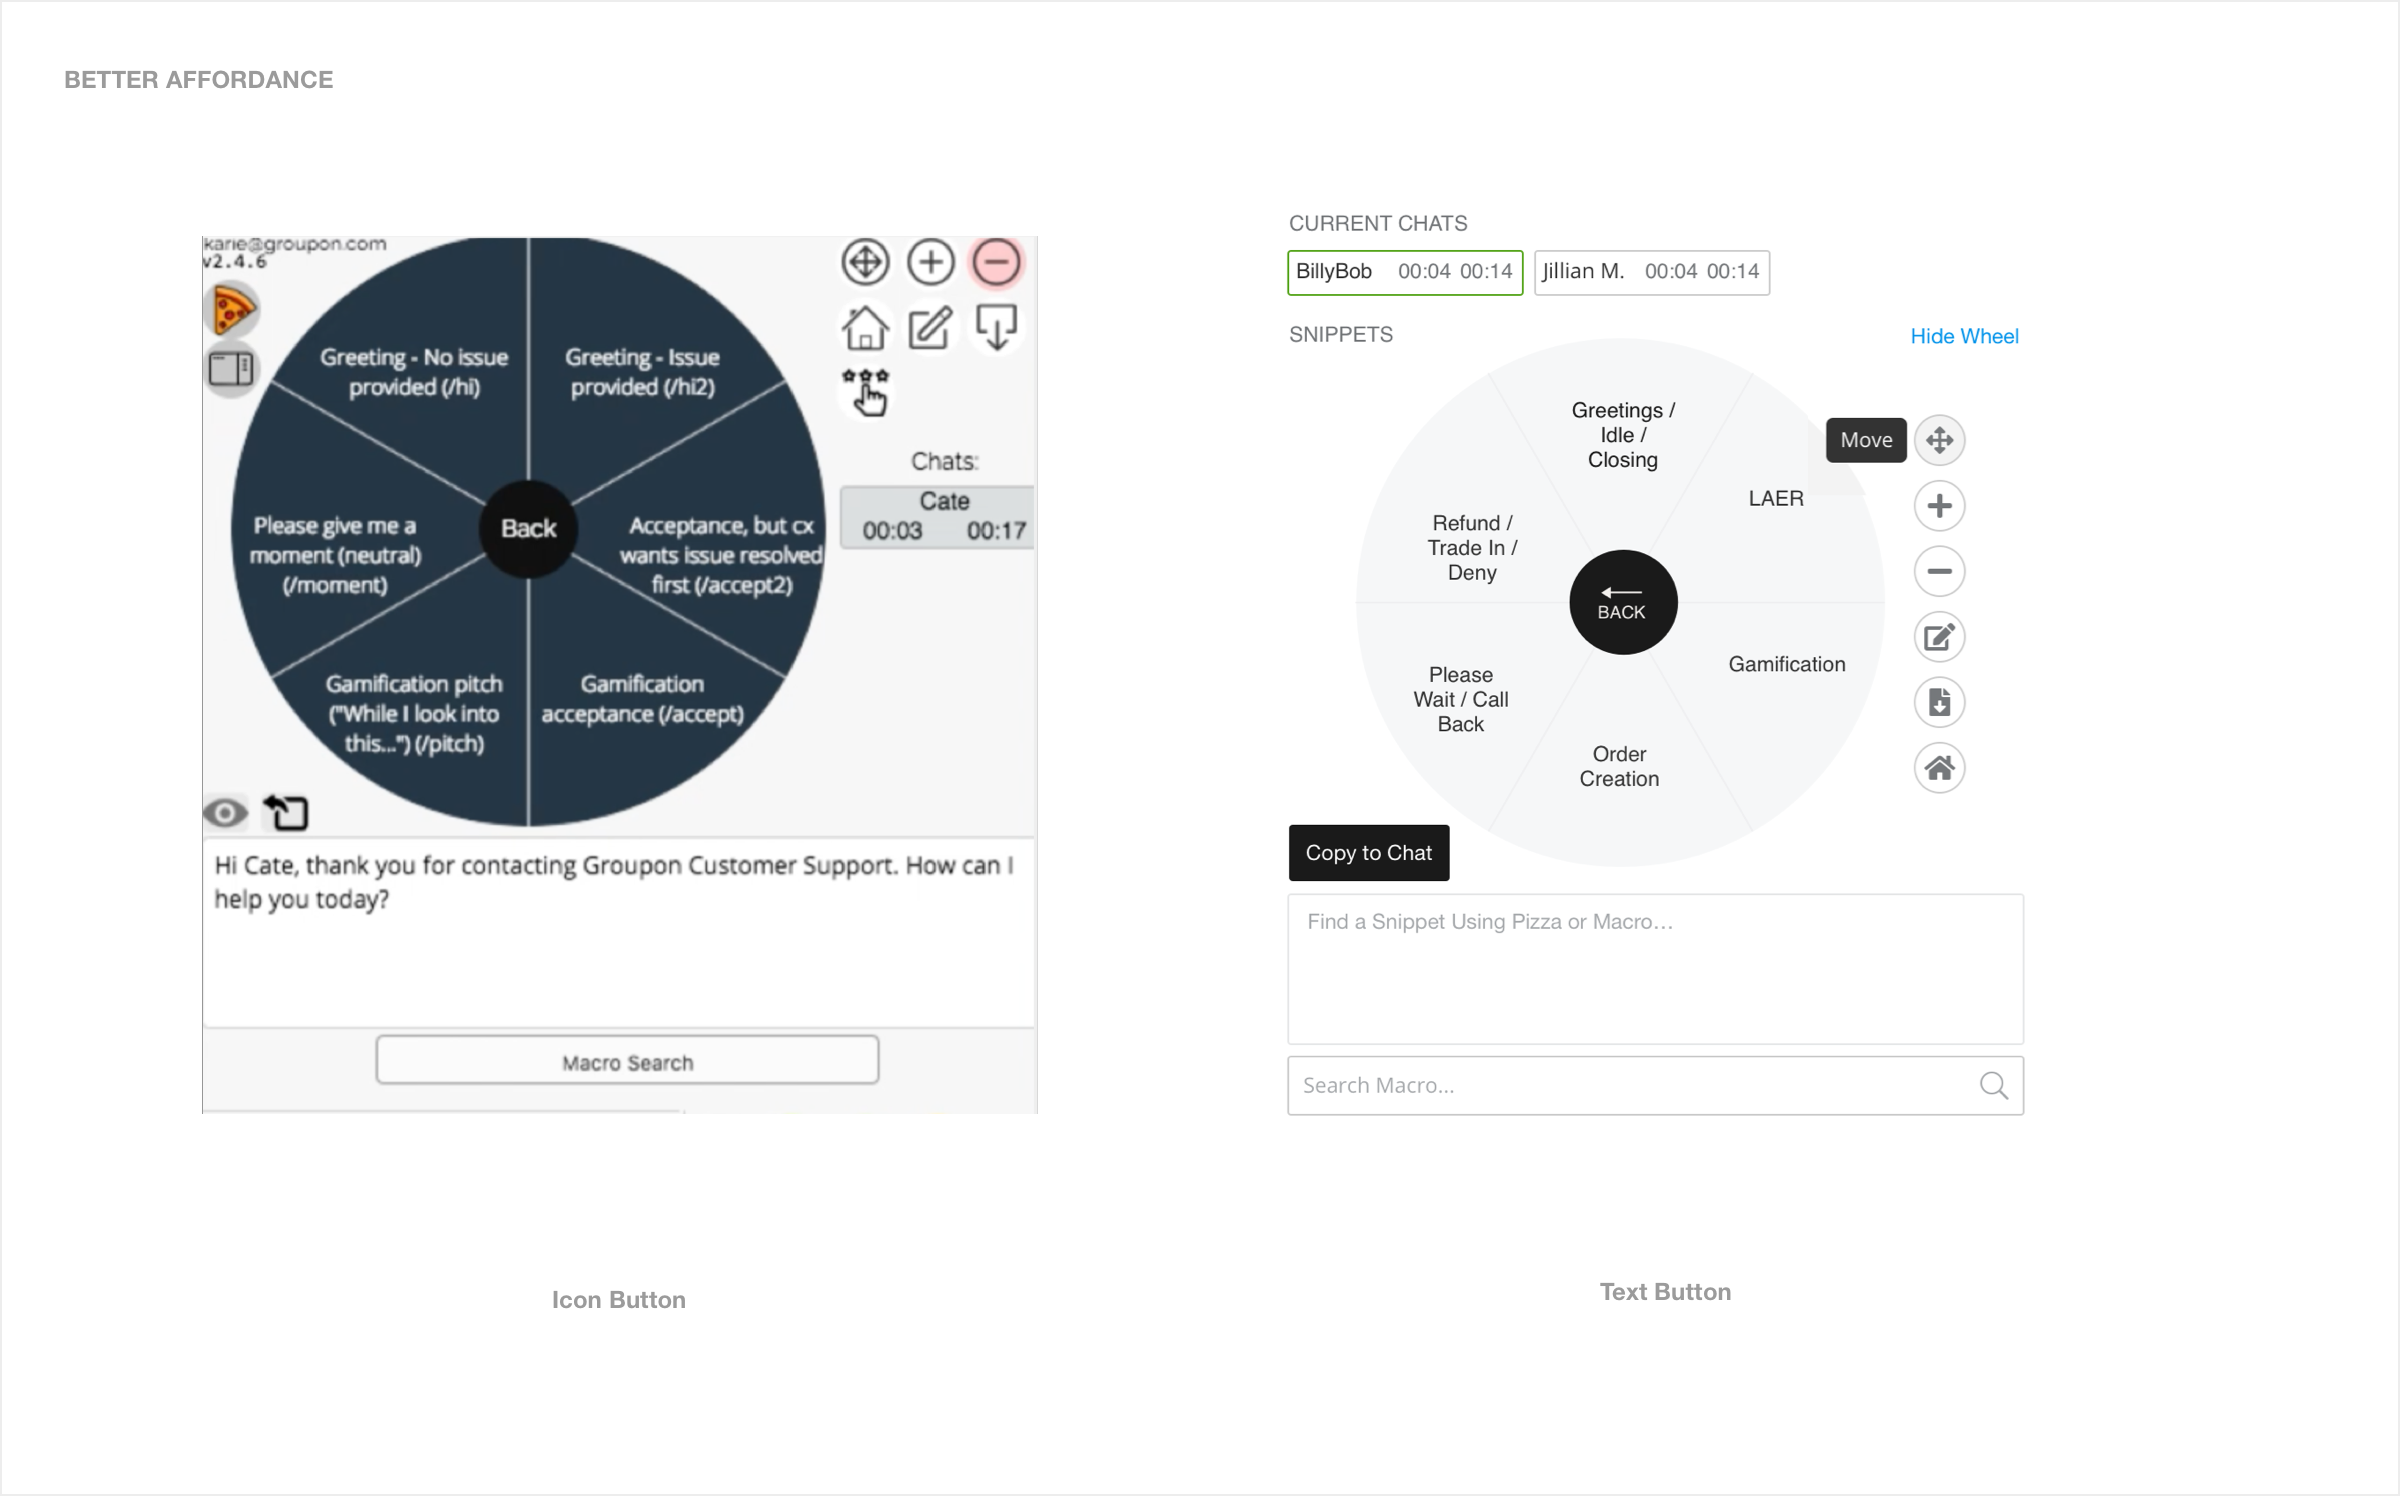 BETTER AFFORDANCE
karie@groupon.com
v2.4.6
Greeting - No issue
provided (/hi)
Greeting - Issue
provided (/hi2)
Please give me a
moment (neutral)
(/moment)
Back
Acceptance, but cx
wants issue resolved
first (/accept2)
Gamification pitch
("While I look into
this...") (/pitch)
Gamification
acceptance (/accept)
Chats:
Cate
00:03 00:17
Hi Cate, thank you for contacting Groupon Customer Support. How can I
help you today?
Macro Search
Icon Button
CURRENT CHATS
BillyBob 00:04 00:14
Jillian M. 00:04 00:14
SNIPPETS
Hide Wheel
Greetings /
Idle /
Closing
Move
LAER
Refund /
Trade In /
Deny
BACK
Gamification
Please
Wait / Call
Back
Order
Creation
Copy to Chat
Find a Snippet Using Pizza or Macro…
Search Macro...
Text Button